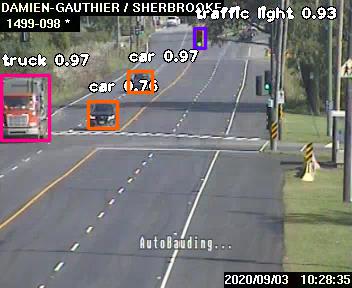 DAMIEN-GAUTHIER / SHERBROOKE
traffic light 0.93
1499-098 *
truck 0.97
car 0.97
car 0.76
AutoBauding...
2020/09/03 10:28:35